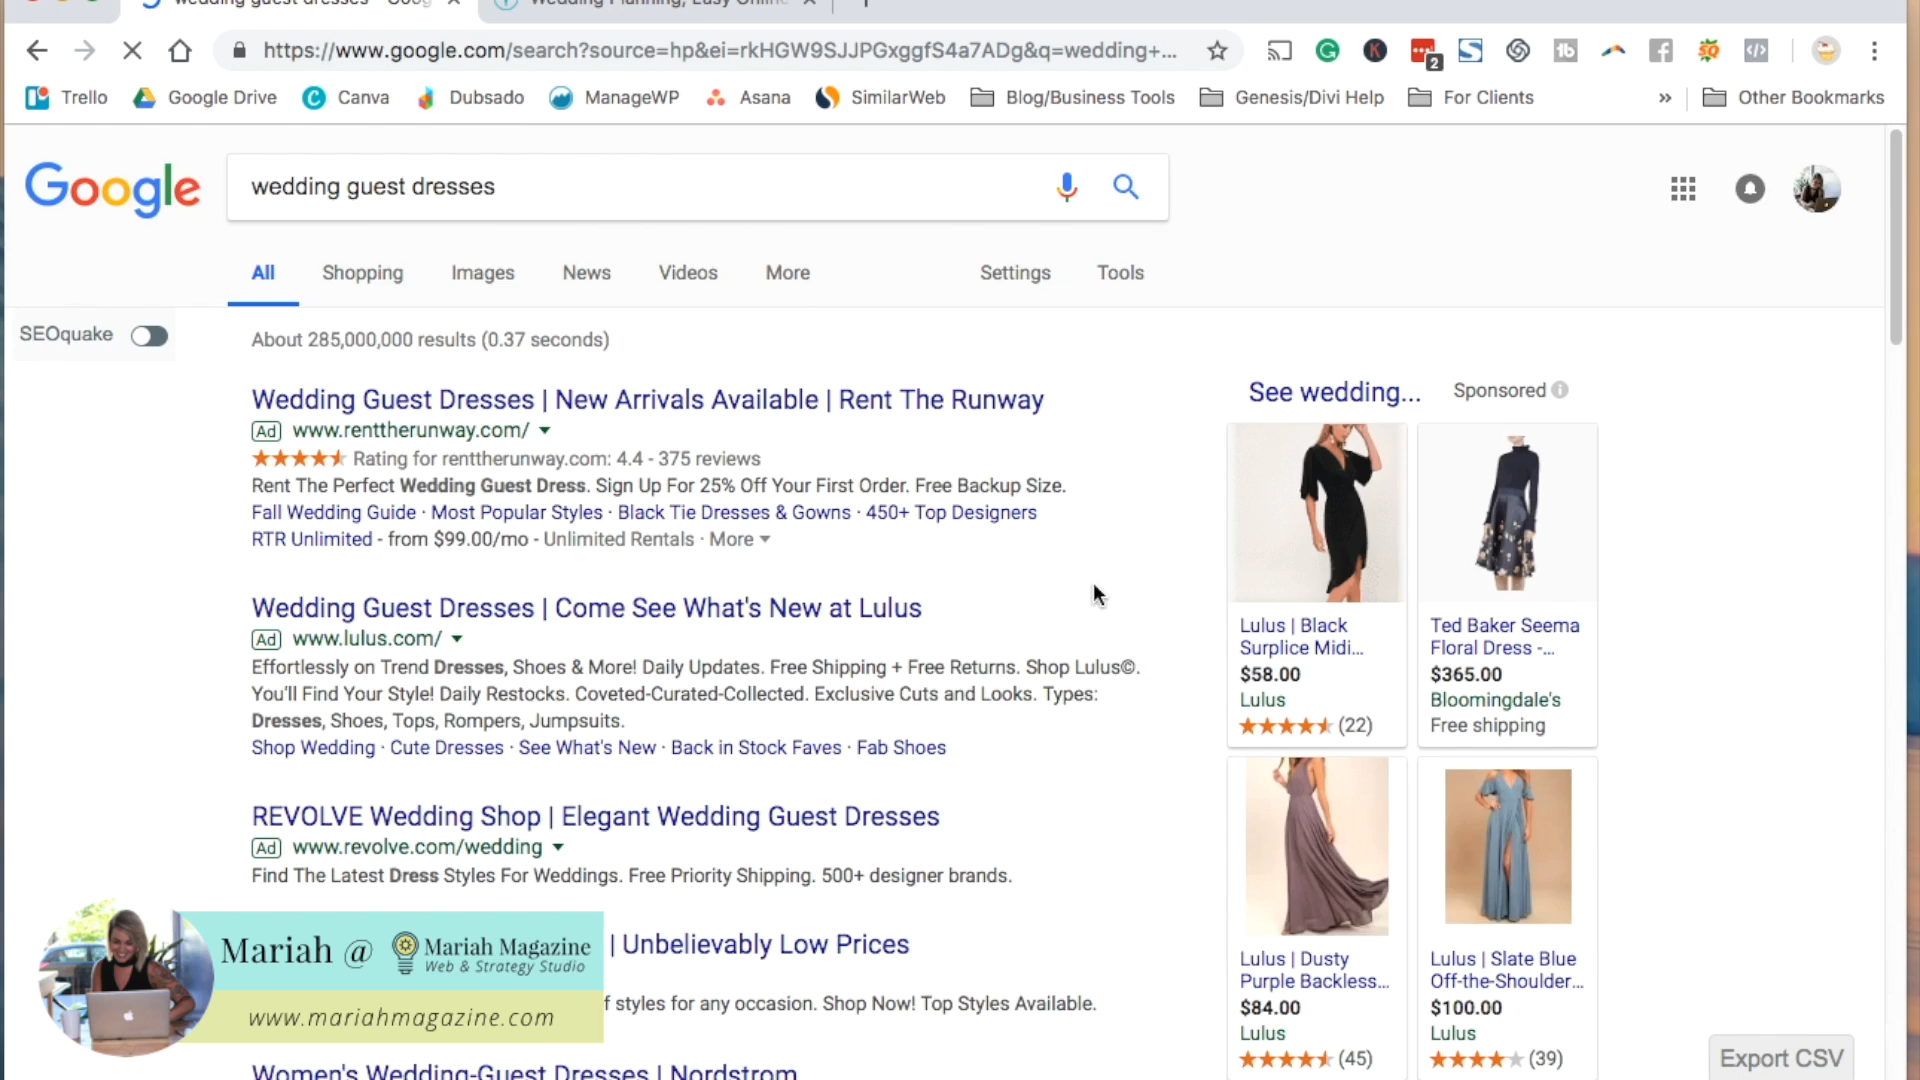 wedding guest dresses - Goog
Wedding Planning, Easy Online
https://www.google.com/search?source=hp&ei=rkHGW9SJJPGxggfS4a7ADg&q=wedding+...
2
Trello
Google Drive
Canva
Dubsado
ManageWP
Asana
SimilarWeb
Blog/Business Tools
Genesis/Divi Help
For Clients
»
Other Bookmarks
Google
wedding guest dresses
All
Shopping
Images
News
Videos
More
Settings
Tools
SEOquake
About 285,000,000 results (0.37 seconds)
Wedding Guest Dresses | New Arrivals Available | Rent The Runway
Ad www.renttherunway.com/
Rating for renttherunway.com: 4.4 - 375 reviews
Rent The Perfect Wedding Guest Dress. Sign Up For 25% Off Your First Order. Free Backup Size.
Fall Wedding Guide · Most Popular Styles · Black Tie Dresses & Gowns · 450+ Top Designers
RTR Unlimited - from $99.00/mo - Unlimited Rentals · More
Wedding Guest Dresses | Come See What's New at Lulus
Ad www.lulus.com/
Effortlessly on Trend Dresses, Shoes & More! Daily Updates. Free Shipping + Free Returns. Shop Lulus©.
You'll Find Your Style! Daily Restocks. Coveted-Curated-Collected. Exclusive Cuts and Looks. Types:
Dresses, Shoes, Tops, Rompers, Jumpsuits.
Shop Wedding · Cute Dresses · See What's New · Back in Stock Faves · Fab Shoes
REVOLVE Wedding Shop | Elegant Wedding Guest Dresses
Ad www.revolve.com/wedding
Find The Latest Dress Styles For Weddings. Free Priority Shipping. 500+ designer brands.
| Unbelievably Low Prices
f styles for any occasion. Shop Now! Top Styles Available.
Women's Wedding-Guest Dresses | Nordstrom
See wedding...
Sponsored
Lulus | Black
Surplice Midi...
$58.00
Lulus
(22)
Ted Baker Seema
Floral Dress -...
$365.00
Bloomingdale's
Free shipping
Lulus | Dusty
Purple Backless...
$84.00
Lulus
(45)
Lulus | Slate Blue
Off-the-Shoulder...
$100.00
Lulus
(39)
Mariah @
Mariah Magazine
Web & Strategy Studio
www.mariahmagazine.com
Export CSV